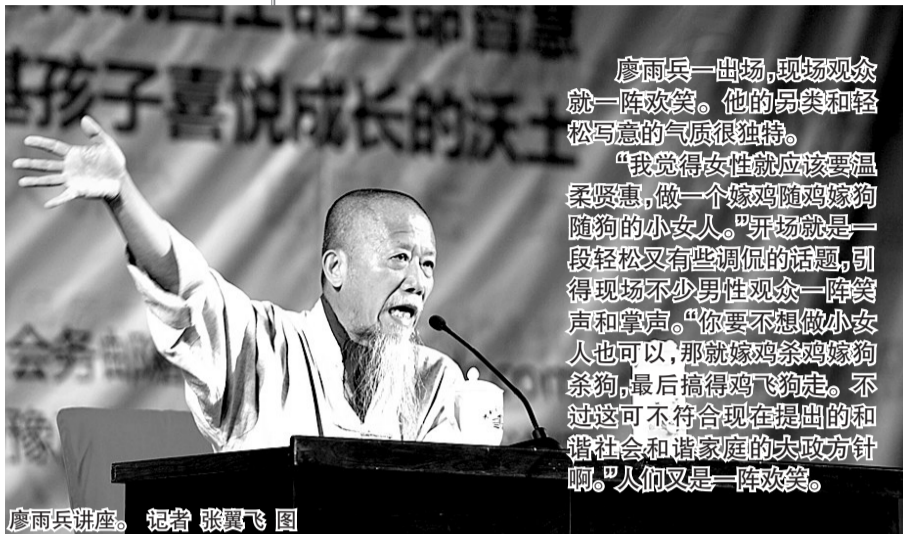 基孩子喜悦成长的沃土
廖雨兵一出场，现场观众
就一阵欢笑。他的另类和轻
松写意的气质很独特。
“我觉得女性就应该要温
柔贤惠，做一个嫁鸡随鸡嫁狗
随狗的小女人。”开场就是一
段轻松又有些调侃的话题，引
得现场不少男性观众一阵笑
声和掌声。“你要不想做小女
人也可以，那就嫁鸡杀鸡嫁狗
杀狗，最后搞得鸡飞狗走。不
过这可不符合现在提出的和
谐社会和谐家庭的大政方针
啊。”人们又是一阵欢笑。
会务
豫
廖雨兵讲座。 记者 张翼飞 图